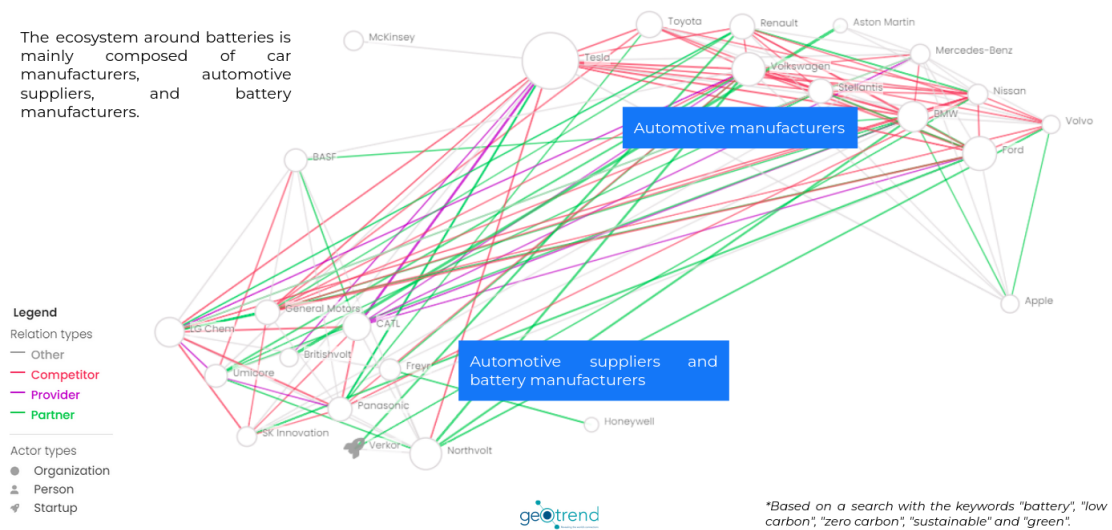 The ecosystem around batteries is
mainly composed of car
manufacturers, automotive
suppliers, and battery
manufacturers.
McKinsey
Toyota
Renault
Aston Martin
Tesla
Mercedes-Benz
Volkswagen
Stellantis
Nissan
BMW
Volvo
Automotive manufacturers
Ford
BASF
Apple
General Motors
LG Chem
CATL
Britishvolt
Freyr
Umicore
Automotive suppliers and
battery manufacturers
Panasonic
Honeywell
SK Innovation
Verkor
Northvolt
Legend
Relation types
Other
Competitor
Provider
Partner
Actor types
Organization
Person
Startup
geotrend
*Based on a search with the keywords "battery", "low
carbon", "zero carbon", "sustainable" and "green".